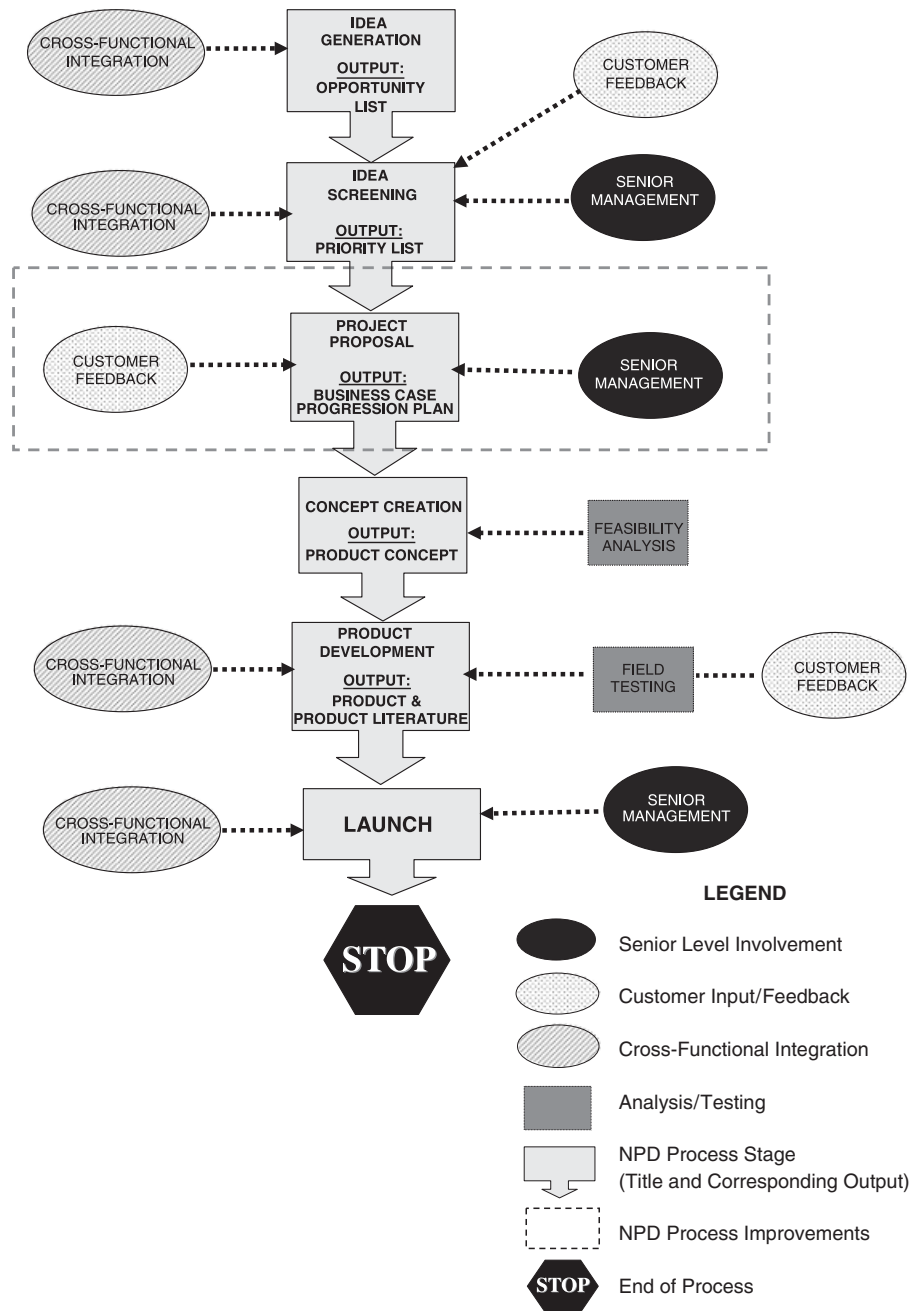 CROSS-FUNCTIONAL
INTEGRATION
IDEA
GENERATION
OUTPUT:
OPPORTUNITY
LIST
CUSTOMER
FEEDBACK
CROSS-FUNCTIONAL
INTEGRATION
IDEA
SCREENING
OUTPUT:
PRIORITY LIST
SENIOR
MANAGEMENT
CUSTOMER
FEEDBACK
PROJECT
PROPOSAL
OUTPUT:
BUSINESS CASE
PROGRESSION PLAN
SENIOR
MANAGEMENT
CONCEPT CREATION
OUTPUT:
PRODUCT CONCEPT
FEASIBILITY
ANALYSIS
CROSS-FUNCTIONAL
INTEGRATION
PRODUCT
DEVELOPMENT
OUTPUT:
PRODUCT &
PRODUCT LITERATURE
FIELD
TESTING
CUSTOMER
FEEDBACK
CROSS-FUNCTIONAL
INTEGRATION
LAUNCH
SENIOR
MANAGEMENT
STOP
LEGEND
Senior Level Involvement
Customer Input/Feedback
Cross-Functional Integration
Analysis/Testing
NPD Process Stage
(Title and Corresponding Output)
NPD Process Improvements
STOP
End of Process